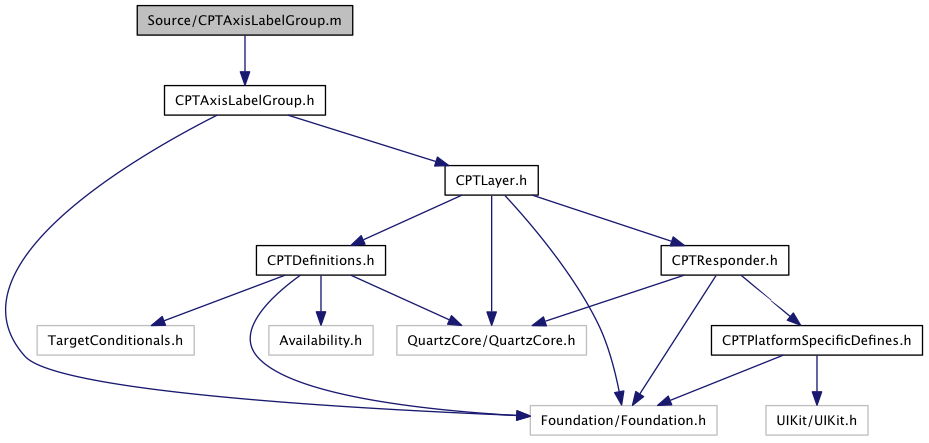 Source/CPTAxisLabelGroup.m
CPTAxisLabelGroup.h
CPTLayer.h
CPTDefinitions.h
CPTResponder.h
TargetConditionals.h
Availability.h
QuartzCore/QuartzCore.h
CPTPlatformSpecificDefines.h
Foundation/Foundation.h
UIKit/UIKit.h